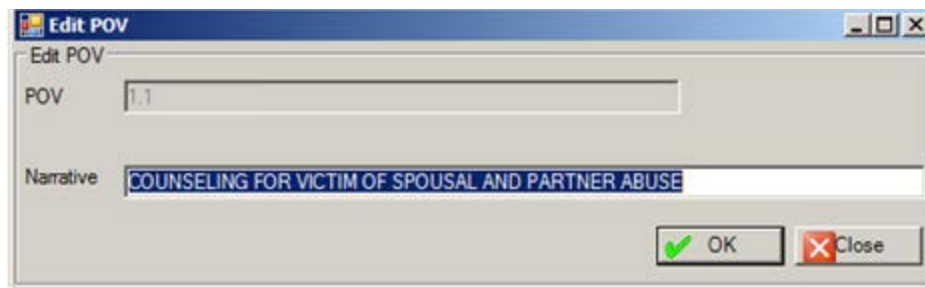 Edit POV
Edit POV
POV 1.1
Narrative COUNSELING FOR VICTIM OF SPOUSAL AND PARTNER ABUSE
OK Close